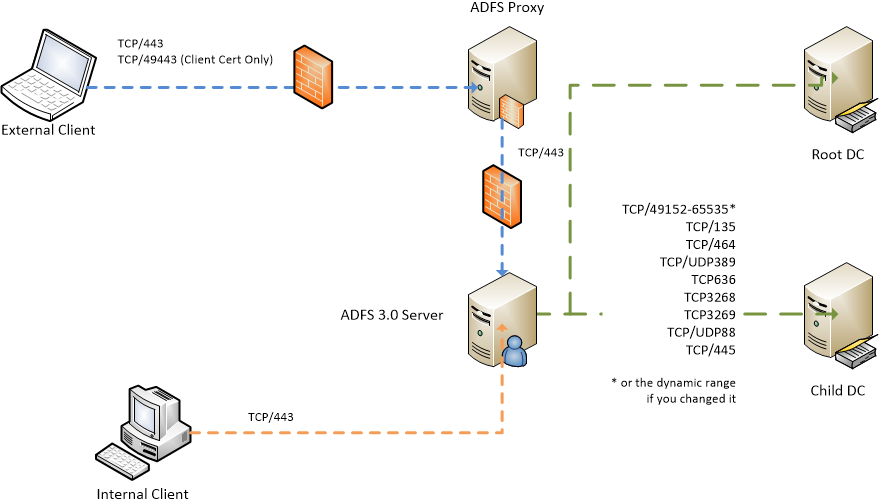 ADFS Proxy
TCP/443
TCP/49443 (Client Cert Only)
External Client
TCP/443
Root DC
TCP/49152-65535*
TCP/135
TCP/464
TCP/UDP389
TCP636
TCP3268
TCP3269
TCP/UDP88
TCP/445
* or the dynamic range
if you changed it
ADFS 3.0 Server
Child DC
TCP/443
Internal Client